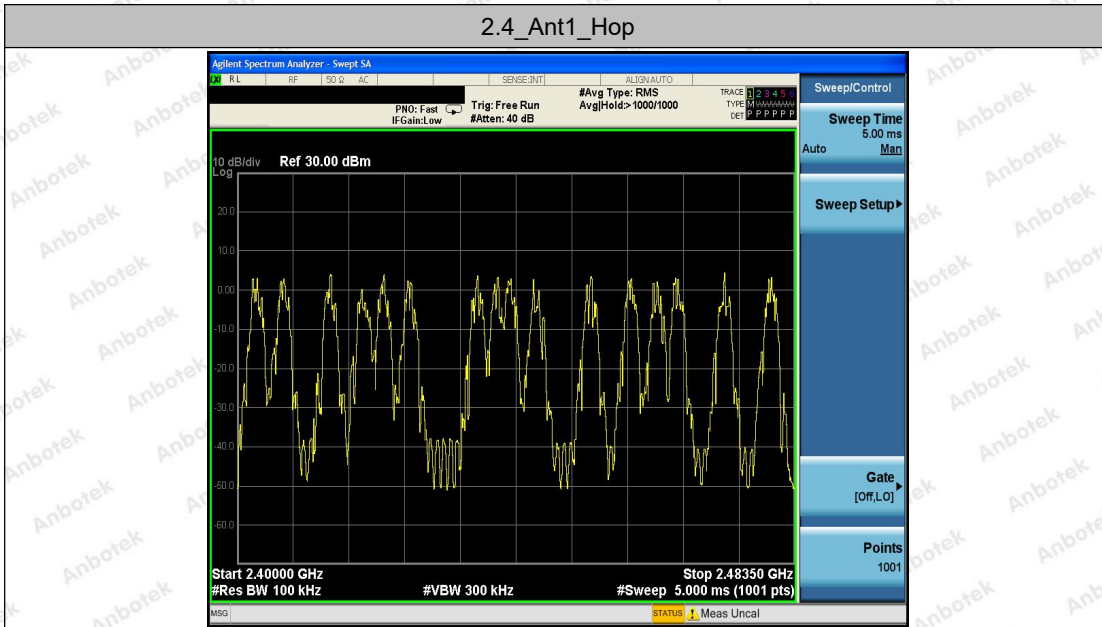 2.4_Ant1_Hop
Agilent Spectrum Analyzer - Swept SA
LXI RL RF 50 Ω AC SENSE:INT ALIGNAUTO
#Avg Type: RMS
TRACE 1 2 3 4 5 6
PNO: Fast Trig: Free Run Avg|Hold:>1000/1000
TYPE M
IFGain:Low #Atten: 40 dB
DET P P P P P P
Sweep/Control
Sweep Time
5.00 ms
Auto Man
Sweep Setup
Gate
[Off,LO]
Points
1001
10 dB/div Ref 30.00 dBm
Log
20.0
10.0
0.00
-10.0
-20.0
-30.0
-40.0
-50.0
-60.0
Start 2.40000 GHz Stop 2.48350 GHz
#Res BW 100 kHz #VBW 300 kHz #Sweep 5.000 ms (1001 pts)
MSG STATUS Meas Uncal
Anbotek